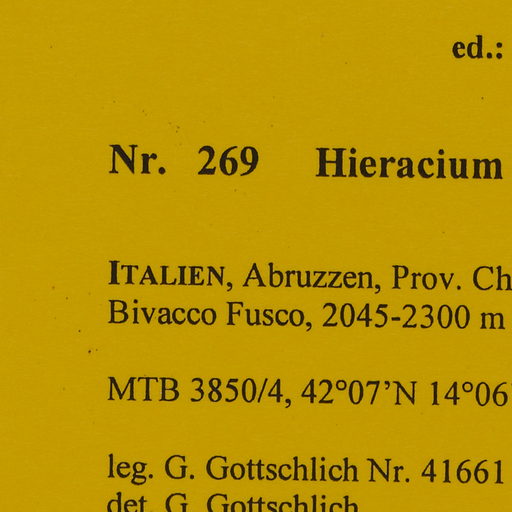 ed.:
Nr. 269 Hieracium
ITALIEN, Abruzzen, Prov. Ch
Bivacco Fusco, 2045-2300 m
MTB 3850/4, 42°07’N 14°06’
leg. G. Gottschlich Nr. 41661
det. G. Gottschlich